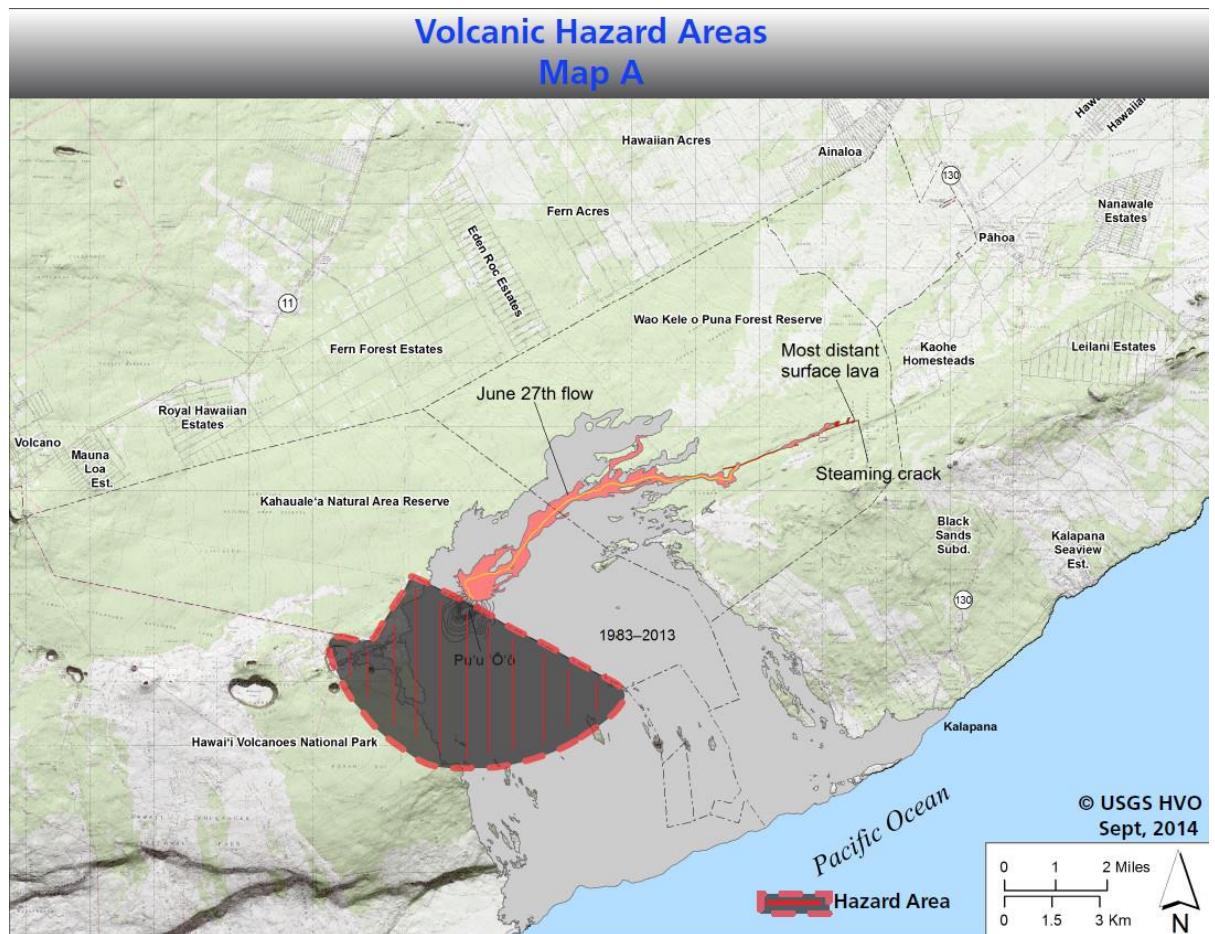 Volcanic Hazard Areas
Map A
Hawaiian Acres
Ainaloa
130
Fern Acres
Nanawale
Estates
Pāhoa
Eden Roc Estates
11
Wao Kele o Puna Forest Reserve
Fern Forest Estates
Most distant
surface lava
Kaohe
Homesteads
Leilani Estates
June 27th flow
Royal Hawaiian
Estates
Volcano
Mauna
Loa
Est.
Steaming crack
Kahauale‘a Natural Area Reserve
Black
Sands
Subd.
Kalapana
Seaview
Est.
130
1983–2013
Pu‘u ‘Ō‘ō
Hawai‘i Volcanoes National Park
Kalapana
Pacific Ocean
© USGS HVO
Sept, 2014
Hazard Area
0 1 2 Miles
0 1.5 3 Km
N